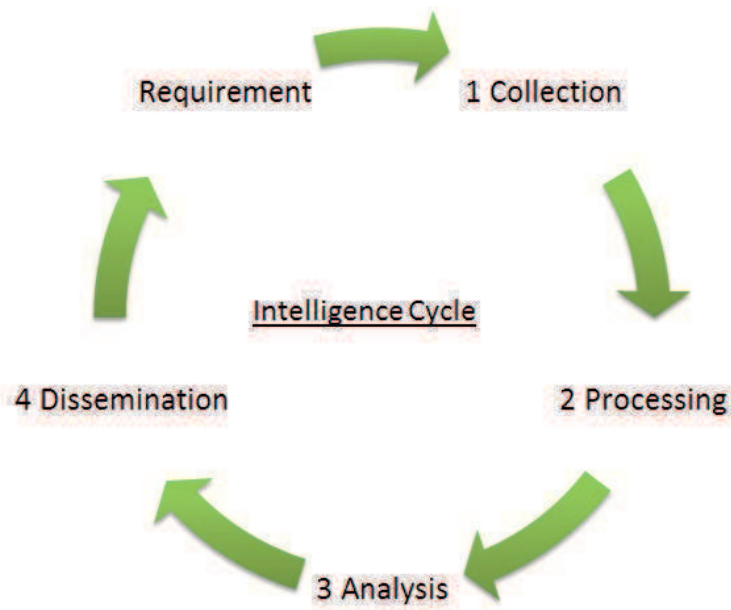 Requirement
1 Collection
Intelligence Cycle
4 Dissemination
2 Processing
3 Analysis